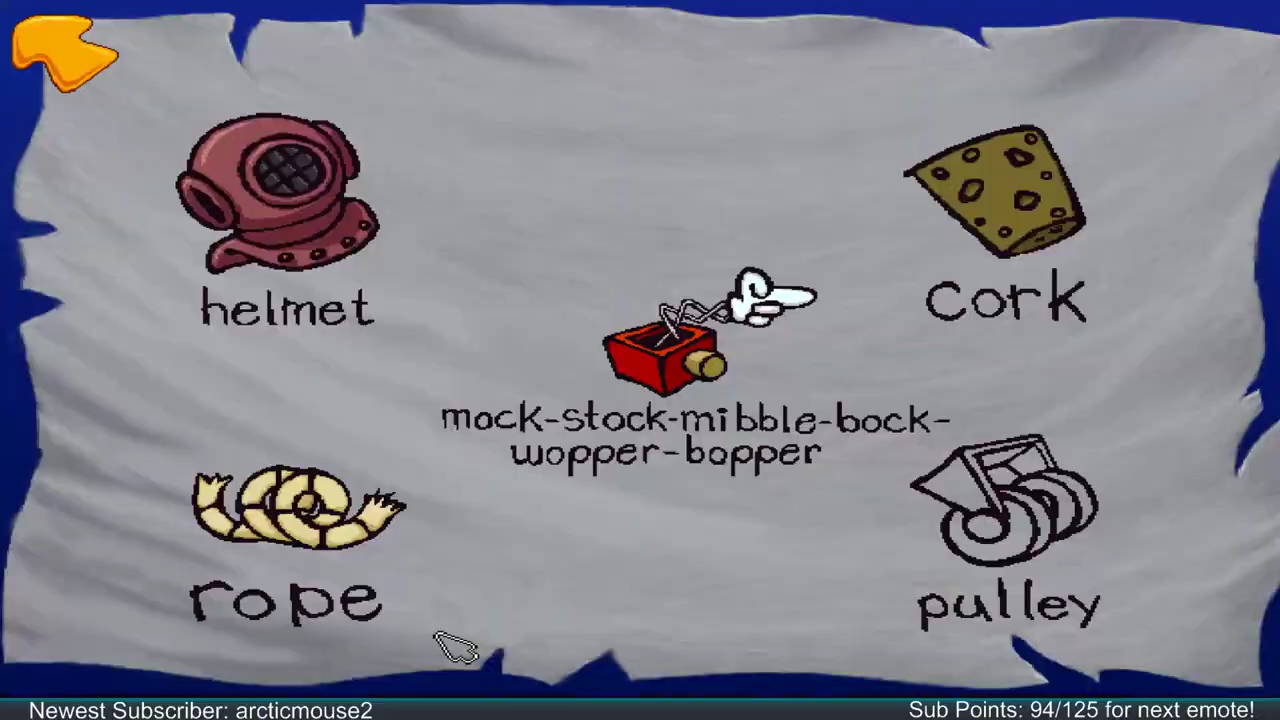 helmet
cork
mock-stock-mibble-bock-
wopper-bopper
rope
pulley
Newest Subscriber: arcticmouse2
Sub Points: 94/125 for next emote!